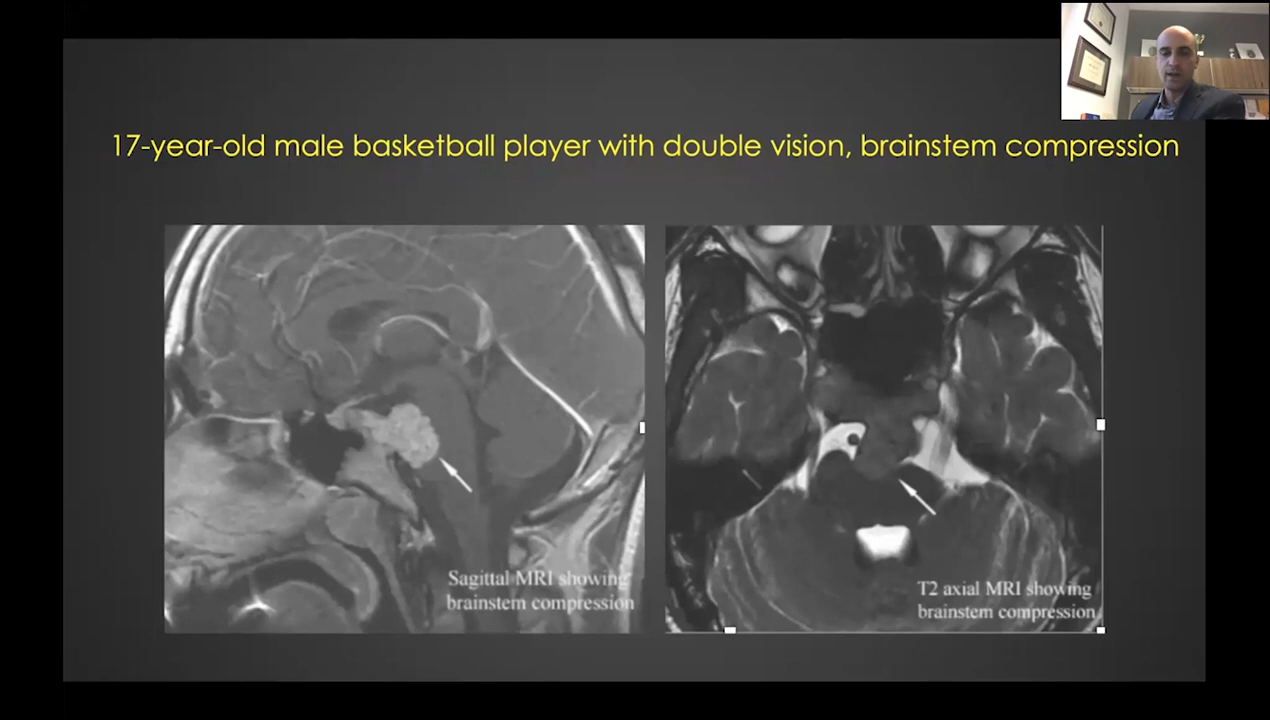 17-year-old male basketball player with double vision, brainstem compression
Sagittal MRI showing
brainstem compression
T2 axial MRI showing
brainstem compression